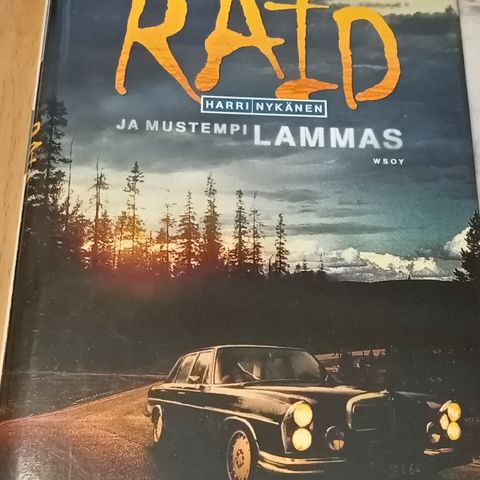 RAID
HARRI NYKÄNEN
JA MUSTEMPI LAMMAS
WSOY